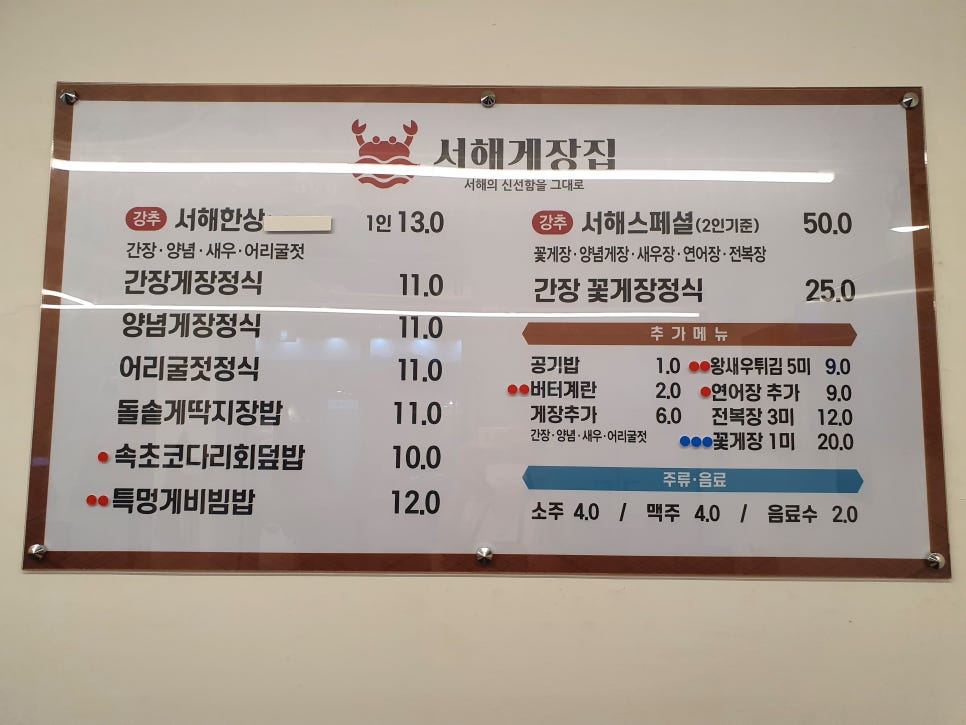 서해게장집
서해의 신선함을 그대로
강추 서해한상 1인 13.0
간장·양념·새우·어리굴젓
간장게장정식 11.0
양념게장정식 11.0
어리굴젓정식 11.0
돌솥게딱지장밥 11.0
속초코다리회덮밥 10.0
특멍게비빔밥 12.0
강추 서해스페셜(2인기준) 50.0
꽃게장·양념게장·새우장·연어장·전복장
간장 꽃게장정식 25.0
추가메뉴
공기밥 1.0
버터계란 2.0
게장추가 6.0
간장·양념·새우·어리굴젓
왕새우튀김 5미 9.0
연어장 추가 9.0
전복장 3미 12.0
꽃게장 1미 20.0
주류·음료
소주 4.0 / 맥주 4.0 / 음료수 2.0